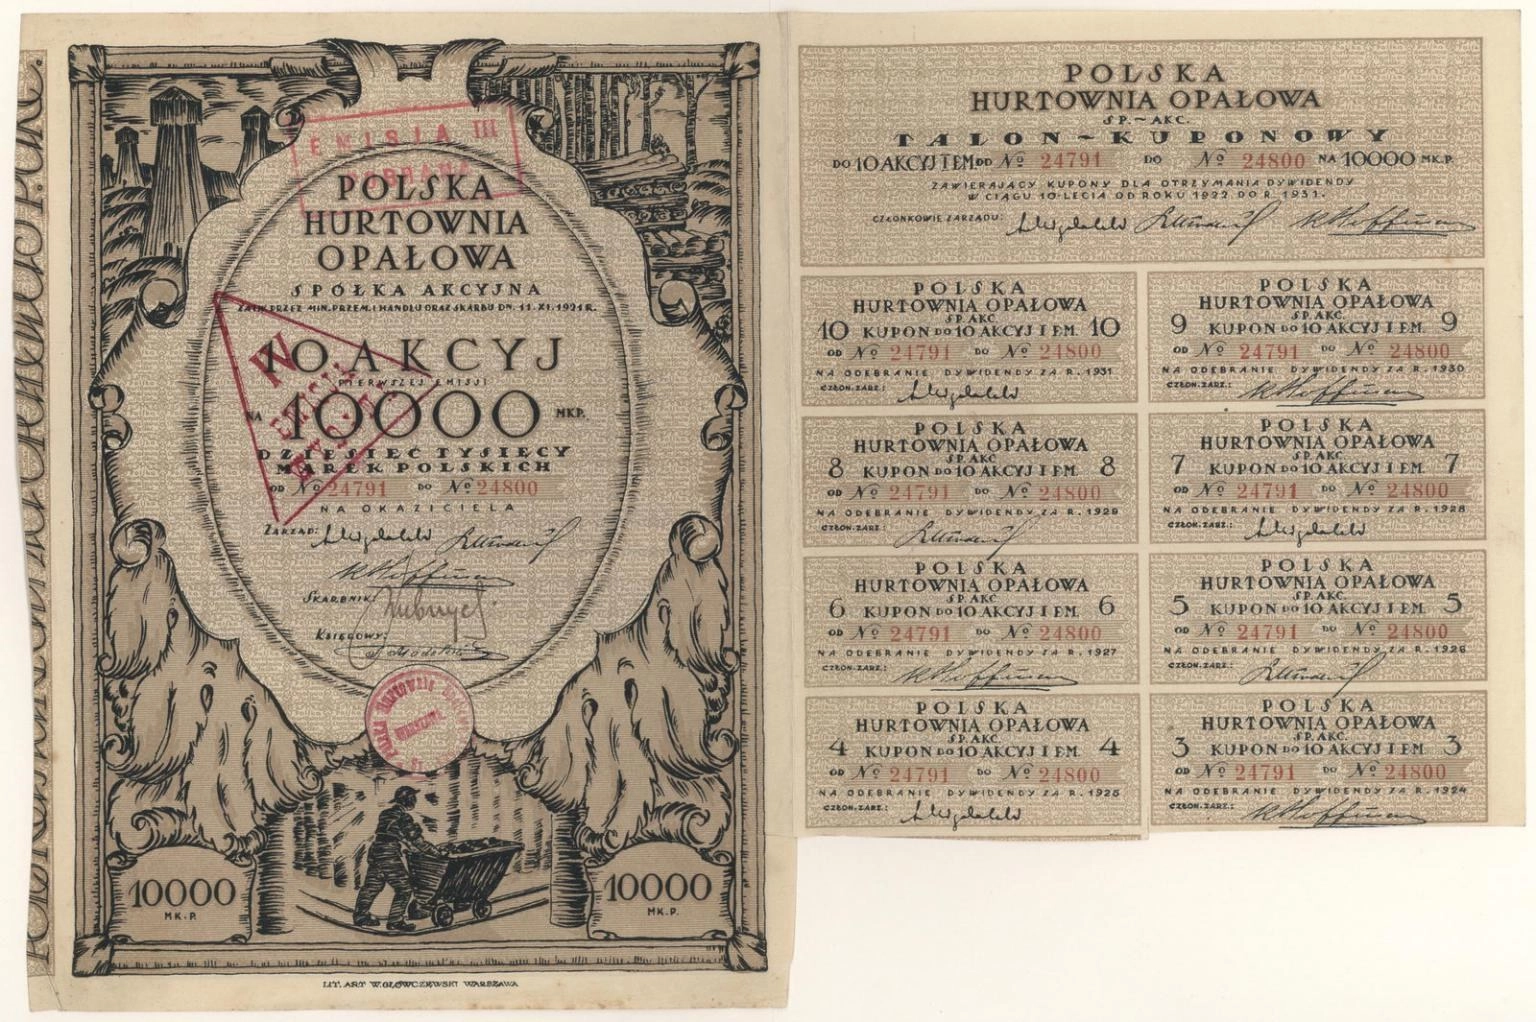 EMISJA III
POBRANA
POLSKA
HURTOWNIA
OPAŁOWA
SPÓŁKA AKCYJNA
ZATW. PRZEZ MIN. PRZEM. I HANDLU ORAZ SKARBU DN. 11. XI. 1921 R.
10 AKCYJ
PIERWSZEJ EMISJI
NA 10000 MKP.
DZIESIĘĆ TYSIĘCY
MAREK POLSKICH
OD № 24791 DO № 24800
NA OKAZICIELA
ZARZĄD:
SKARBNIK:
KSIĘGOWY:
IV
WARSZAWA
10000
MK. P.
10000
MK. P.
LIT. ART W. GŁÓWCZEWSKI WARSZAWA
POLSKA
HURTOWNIA OPAŁOWA
SP.~AKC.
TALON~KUPONOWY
DO 10 AKCYJ I EM. OD № 24791 DO № 24800 NA 10000 MK. P.
ZAWIERAJĄCY KUPONY DLA OTRZYMANIA DYWIDENDY
W CIĄGU 10-LECIA OD ROKU 1922 DO R. 1931.
CZŁONKOWIE ZARZĄDU:
POLSKA
HURTOWNIA OPAŁOWA
SP. AKC.
10 KUPON DO 10 AKCYJ I EM. 10
OD № 24791 DO № 24800
NA ODEBRANIE DYWIDENDY ZA R. 1931
CZŁON. ZARZ.:
POLSKA
HURTOWNIA OPAŁOWA
SP. AKC.
9 KUPON DO 10 AKCYJ I EM. 9
OD № 24791 DO № 24800
NA ODEBRANIE DYWIDENDY ZA R. 1930
CZŁON. ZARZ.:
POLSKA
HURTOWNIA OPAŁOWA
SP. AKC.
8 KUPON DO 10 AKCYJ I EM. 8
OD № 24791 DO № 24800
NA ODEBRANIE DYWIDENDY ZA R. 1929
CZŁON. ZARZ.:
POLSKA
HURTOWNIA OPAŁOWA
SP. AKC.
7 KUPON DO 10 AKCYJ I EM. 7
OD № 24791 DO № 24800
NA ODEBRANIE DYWIDENDY ZA R. 1928
CZŁON. ZARZ.:
POLSKA
HURTOWNIA OPAŁOWA
SP. AKC.
6 KUPON DO 10 AKCYJ I EM. 6
OD № 24791 DO № 24800
NA ODEBRANIE DYWIDENDY ZA R. 1927
CZŁON. ZARZ.:
POLSKA
HURTOWNIA OPAŁOWA
SP. AKC.
5 KUPON DO 10 AKCYJ I EM. 5
OD № 24791 DO № 24800
NA ODEBRANIE DYWIDENDY ZA R. 1926
CZŁON. ZARZ.:
POLSKA
HURTOWNIA OPAŁOWA
SP. AKC.
4 KUPON DO 10 AKCYJ I EM. 4
OD № 24791 DO № 24800
NA ODEBRANIE DYWIDENDY ZA R. 1925
CZŁON. ZARZ.:
POLSKA
HURTOWNIA OPAŁOWA
SP. AKC.
3 KUPON DO 10 AKCYJ I EM. 3
OD № 24791 DO № 24800
NA ODEBRANIE DYWIDENDY ZA R. 1924
CZŁON. ZARZ.: